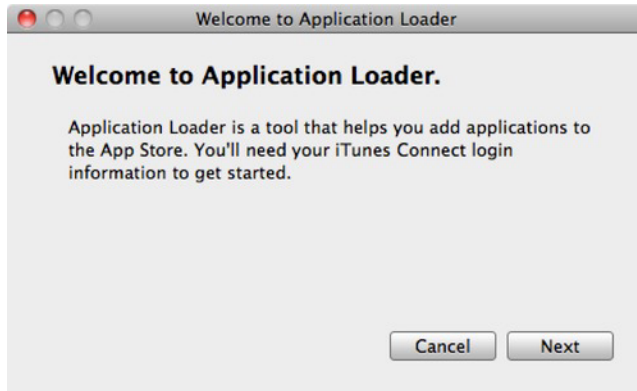 Welcome to Application Loader
Welcome to Application Loader.
Application Loader is a tool that helps you add applications to
the App Store. You'll need your iTunes Connect login
information to get started.
Cancel
Next